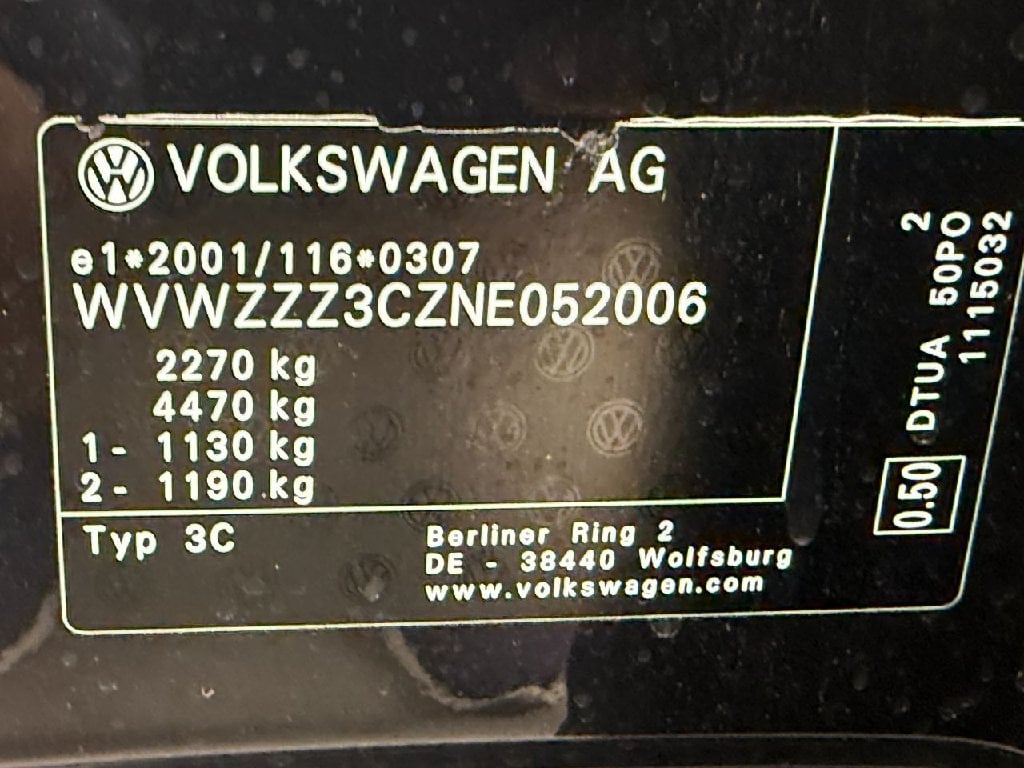 VOLKSWAGEN AG
e1*2001/116*0307
WVWZZZ3CZNE052006
2270 kg
4470 kg
1- 1130 kg
2- 1190 kg
Typ 3C
Berliner Ring 2
DE - 38440 Wolfsburg
www.volkswagen.com
2
0.50 DTUA 50PO
1115032